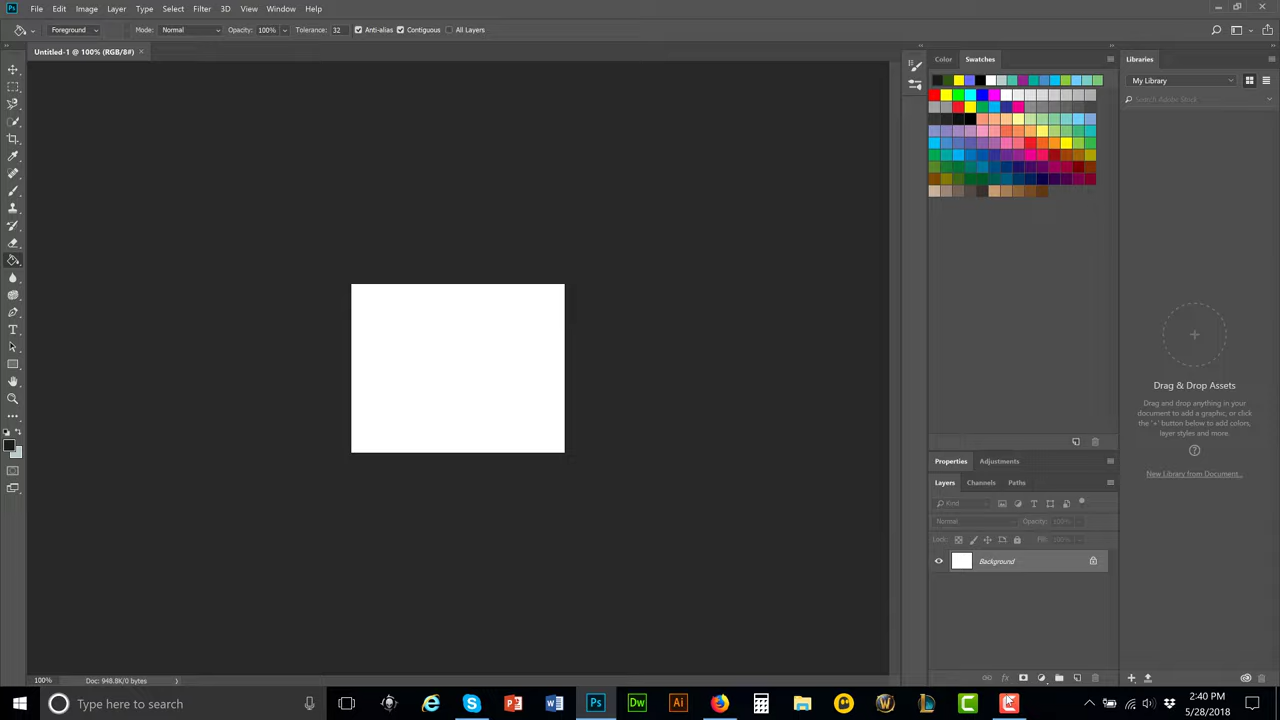 Ps File Edit Image Layer Type Select Filter 3D View Window Help
Foreground Mode: Normal Opacity: 100% Tolerance: 32 Anti-alias Contiguous All Layers
Untitled-1 @ 100% (RGB/8#) ×
Color Swatches
Libraries
My Library
Search Adobe Stock
Drag & Drop Assets
Drag and drop anything in your
document to add a graphic, or click
the '+' button below to add colors,
layer styles and more.
New Library from Document...
Properties Adjustments
Layers Channels Paths
Kind
Normal Opacity: 100%
Lock: Fill: 100%
Background
100% Doc: 948.8K/0 bytes
Type here to search
Ps Dw Ai
2:40 PM
5/28/2018